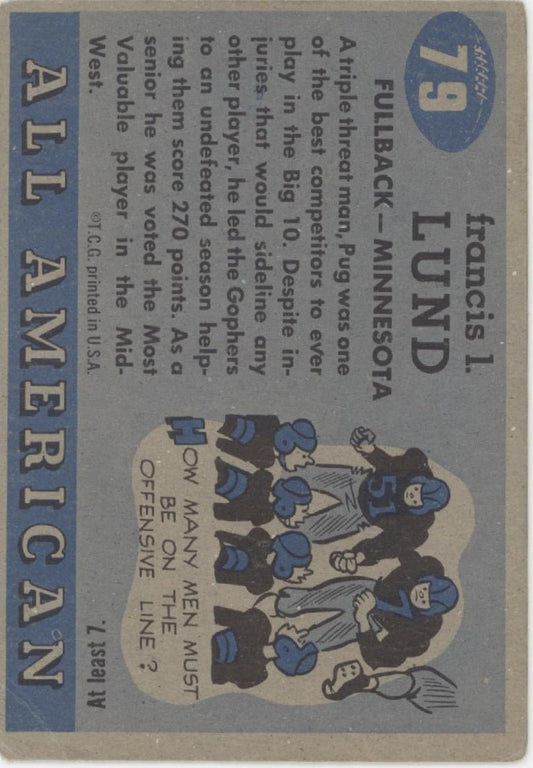 79
francis l.
LUND
FULLBACK—MINNESOTA
A triple threat man, Pug was one
of the best competitors to ever
play in the Big 10. Despite in-
juries that would sideline any
other player, he led the Gophers
to an undefeated season help-
ing them score 270 points. As a
senior he was voted the Most
Valuable player in the Mid-
West.
©T.C.G. printed in U.S.A.
51
7
HOW MANY MEN MUST
BE ON THE
OFFENSIVE LINE?
At least 7.
ALL AMERICAN